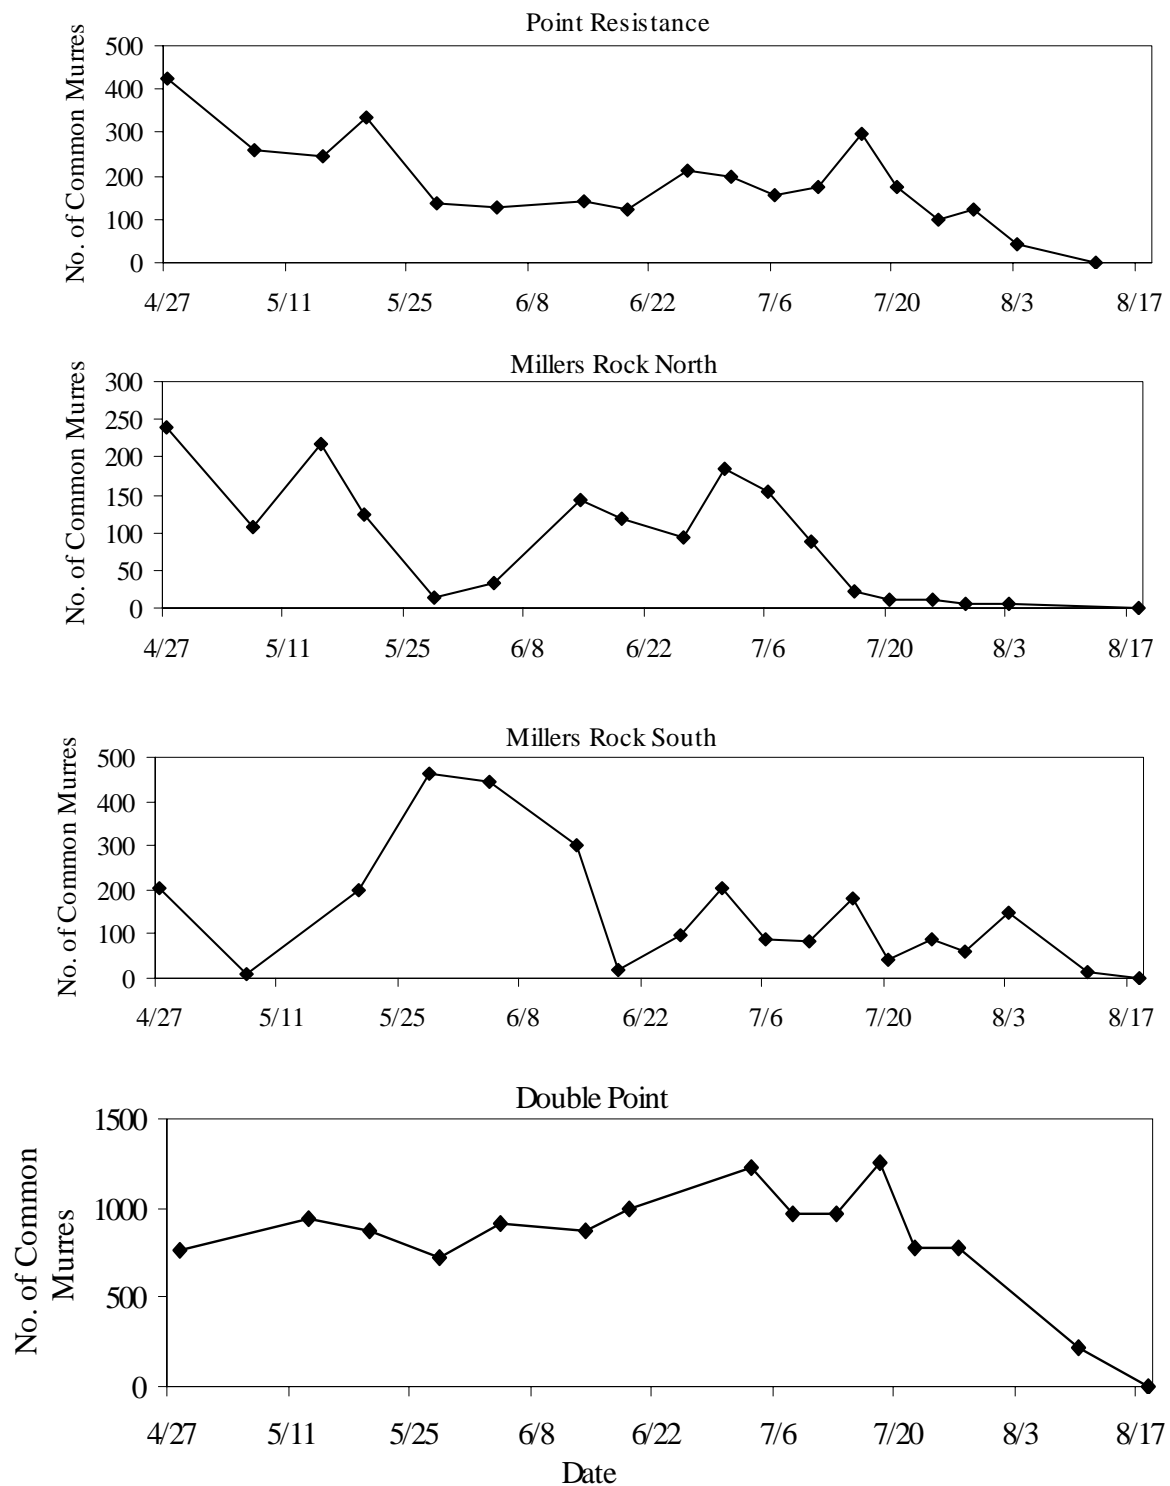 Point Resistance
No. of Common Murres
500
400
300
200
100
0
4/27 5/11 5/25 6/8 6/22 7/6 7/20 8/3 8/17
Millers Rock North
No. of Common Murres
300
250
200
150
100
50
0
4/27 5/11 5/25 6/8 6/22 7/6 7/20 8/3 8/17
Millers Rock South
No. of Common Murres
500
400
300
200
100
0
4/27 5/11 5/25 6/8 6/22 7/6 7/20 8/3 8/17
Double Point
No. of Common
Murres
1500
1000
500
0
4/27 5/11 5/25 6/8 6/22 7/6 7/20 8/3 8/17
Date